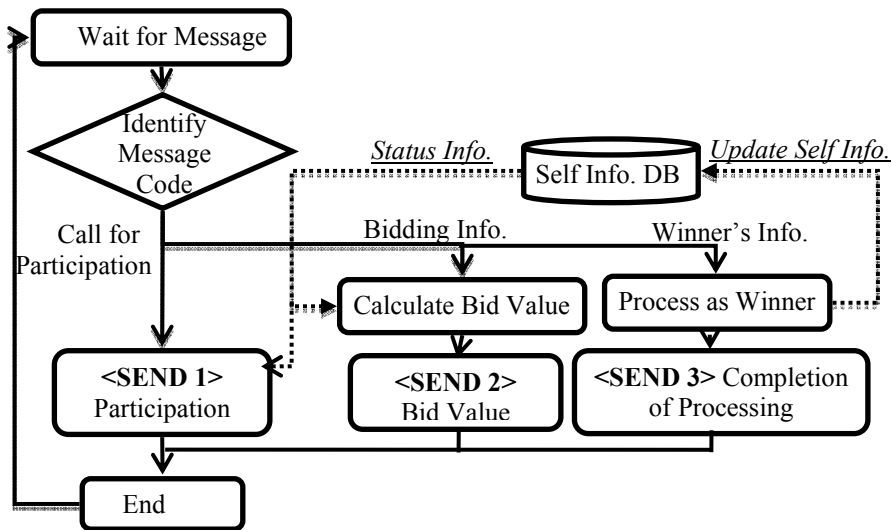 Wait for Message
Identify
Message
Code
Status Info.
Self Info. DB
Update Self Info.
Call for
Participation
Bidding Info.
Winner's Info.
Calculate Bid Value
Process as Winner
<SEND 1>
Participation
<SEND 2>
Bid Value
<SEND 3> Completion
of Processing
End